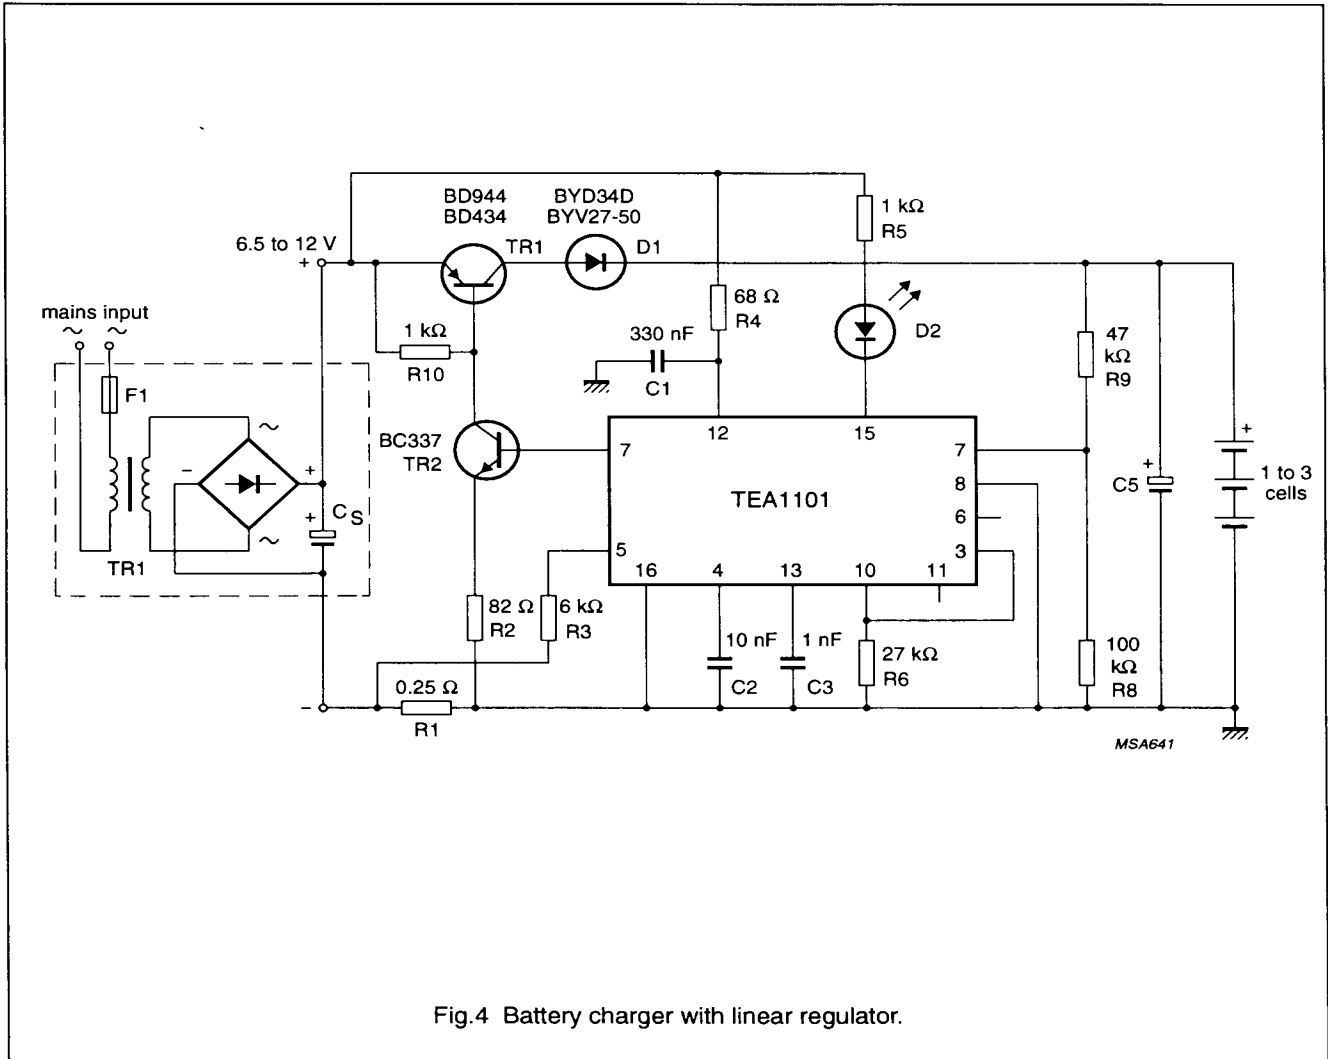 BD944
BD434
BYD34D
BYV27-50
TR1
D1
1 kΩ
R5
6.5 to 12 V
+
mains input
~
~
68 Ω
R4
D2
1 kΩ
R10
330 nF
C1
47
kΩ
R9
F1
~
12
15
BC337
TR2
7
7
+
−
+
+
C5
1 to 3
cells
8
TEA1101
+
CS
6
~
5
3
TR1
16
4
13
10
11
82 Ω
R2
6 kΩ
R3
10 nF
C2
1 nF
C3
27 kΩ
R6
100
kΩ
R8
0.25 Ω
−
R1
MSA641
Fig.4 Battery charger with linear regulator.